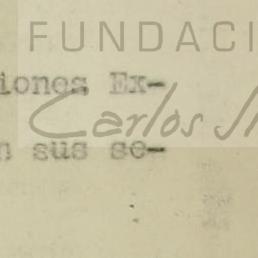 FUNDACI
iones Ex-
Carlos
n sus se-